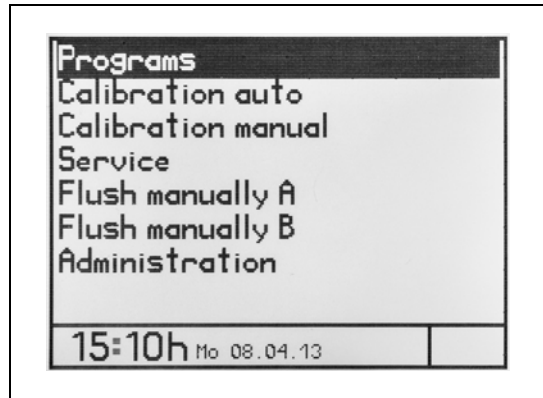 Programs
Calibration auto
Calibration manual
Service
Flush manually A
Flush manually B
Administration
15:10h Mo 08.04.13